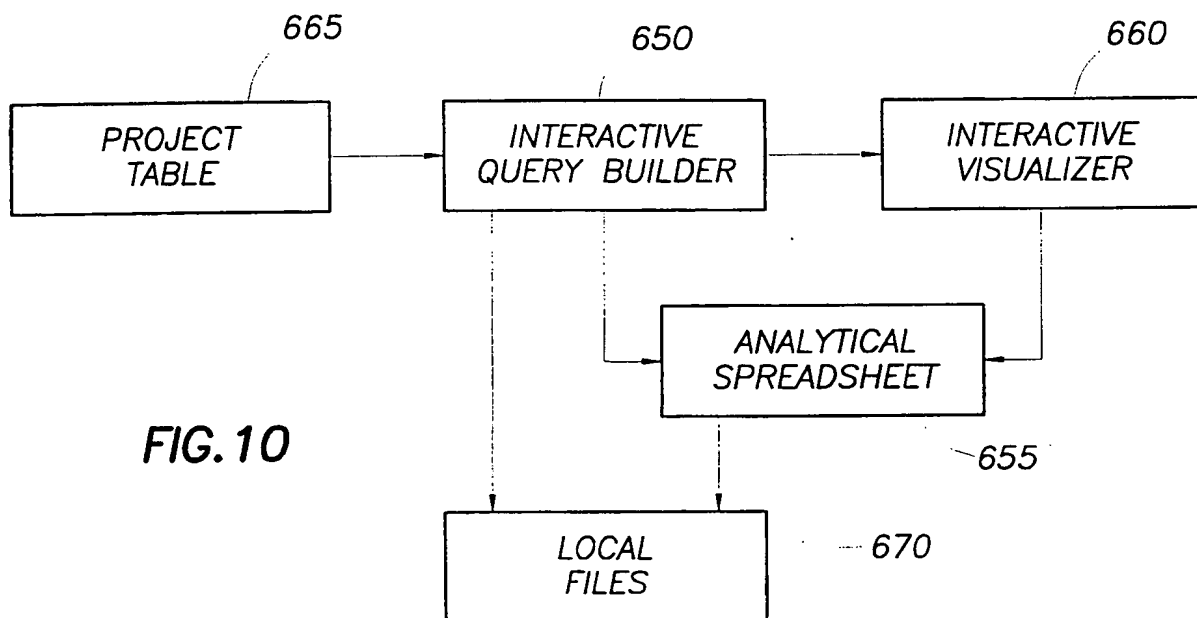 665
650
660
PROJECT
TABLE
INTERACTIVE
QUERY BUILDER
INTERACTIVE
VISUALIZER
ANALYTICAL
SPREADSHEET
655
FIG.10
LOCAL
FILES
670